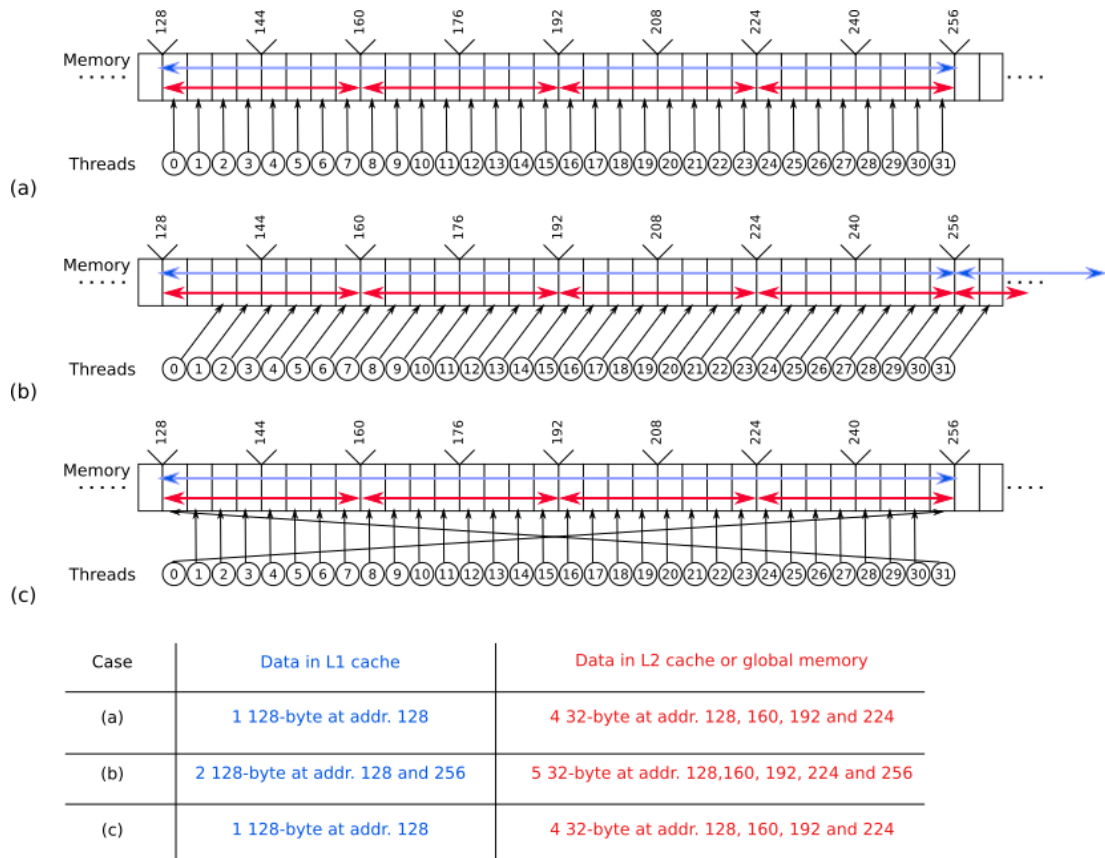 128 144 160 176 192 208 224 240 256
Memory
..... ....
Threads 0 1 2 3 4 5 6 7 8 9 10 11 12 13 14 15 16 17 18 19 20 21 22 23 24 25 26 27 28 29 30 31
(a)
128 144 160 176 192 208 224 240 256
Memory
..... ....
Threads 0 1 2 3 4 5 6 7 8 9 10 11 12 13 14 15 16 17 18 19 20 21 22 23 24 25 26 27 28 29 30 31
(b)
128 144 160 176 192 208 224 240 256
Memory
..... ....
Threads 0 1 2 3 4 5 6 7 8 9 10 11 12 13 14 15 16 17 18 19 20 21 22 23 24 25 26 27 28 29 30 31
(c)
Case Data in L1 cache Data in L2 cache or global memory
(a) 1 128-byte at addr. 128 4 32-byte at addr. 128, 160, 192 and 224
(b) 2 128-byte at addr. 128 and 256 5 32-byte at addr. 128,160, 192, 224 and 256
(c) 1 128-byte at addr. 128 4 32-byte at addr. 128, 160, 192 and 224